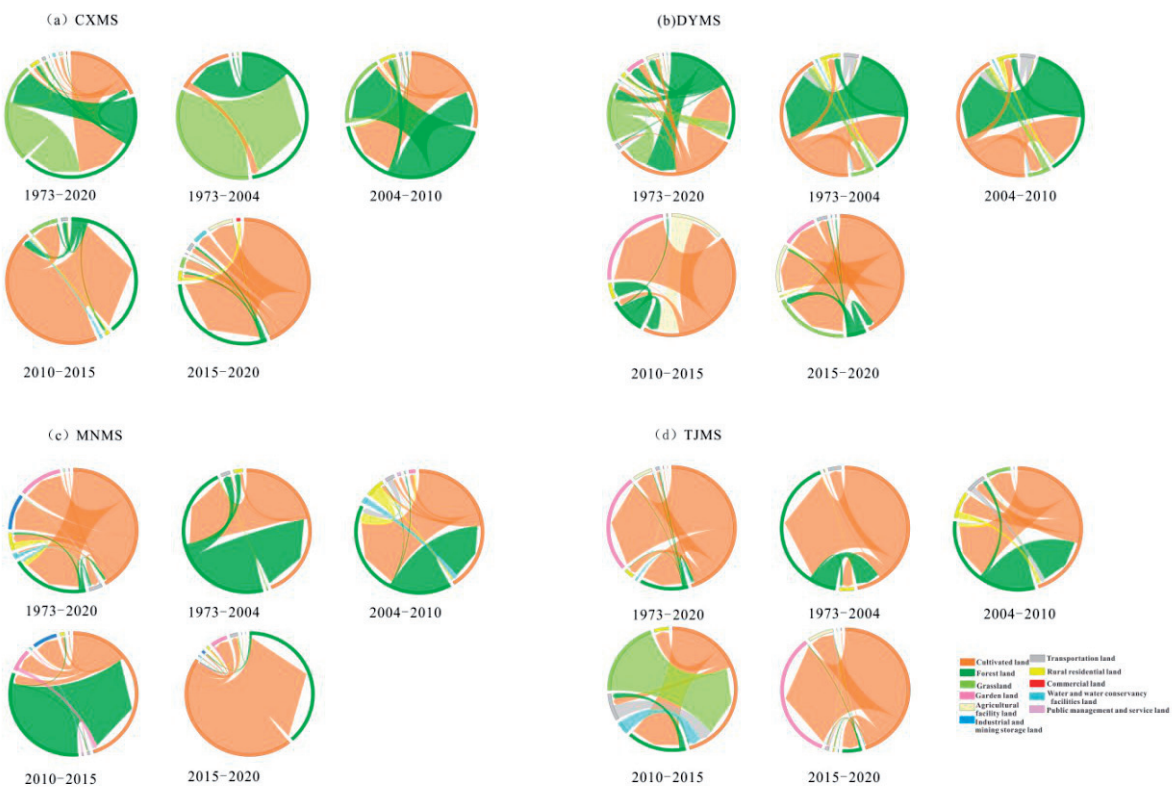 （a）CXMS
(b)DYMS
1973-2020
1973-2004
2004-2010
1973-2020
1973-2004
2004-2010
2010-2015
2015-2020
2010-2015
2015-2020
（c）MNMS
（d）TJMS
1973-2020
1973-2004
2004-2010
1973-2020
1973-2004
2004-2010
2010-2015
2015-2020
2010-2015
2015-2020
Cultivated land
Forest land
Grassland
Garden land
Agricultural
facility land
Industrial and
mining storage land
Transportation land
Rural residential land
Commercial land
Water and water conservancy
facilities land
Public management and service land